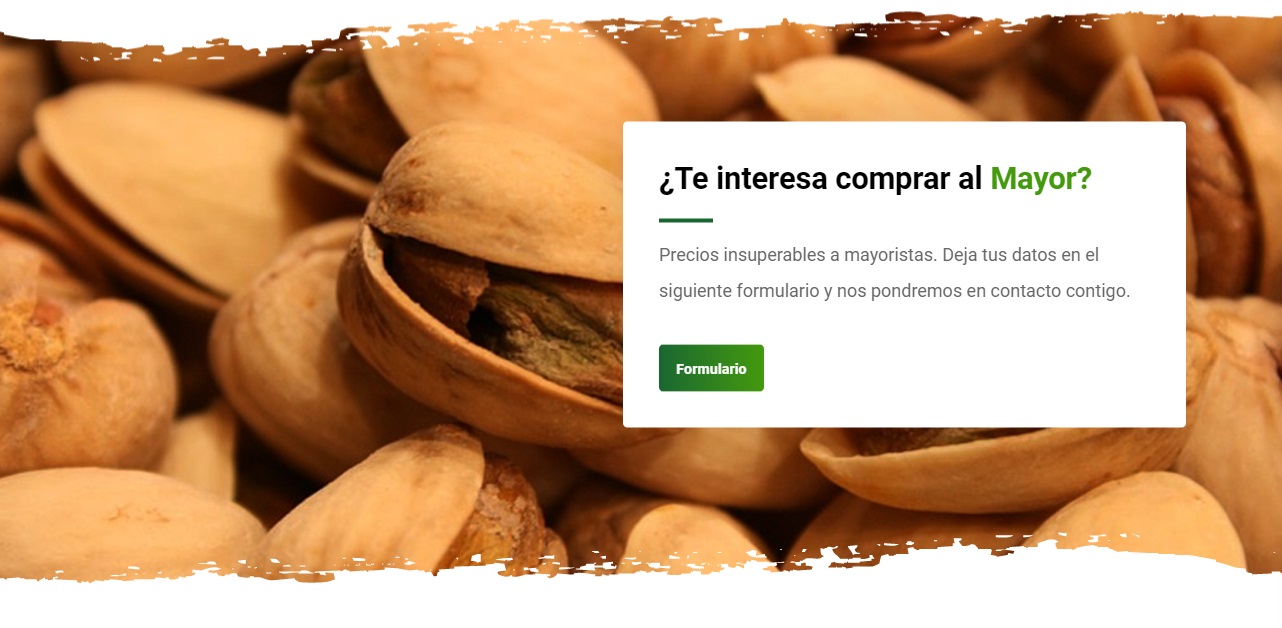 ¿Te interesa comprar al Mayor?
Precios insuperables a mayoristas. Deja tus datos en el
siguiente formulario y nos pondremos en contacto contigo.
Formulario